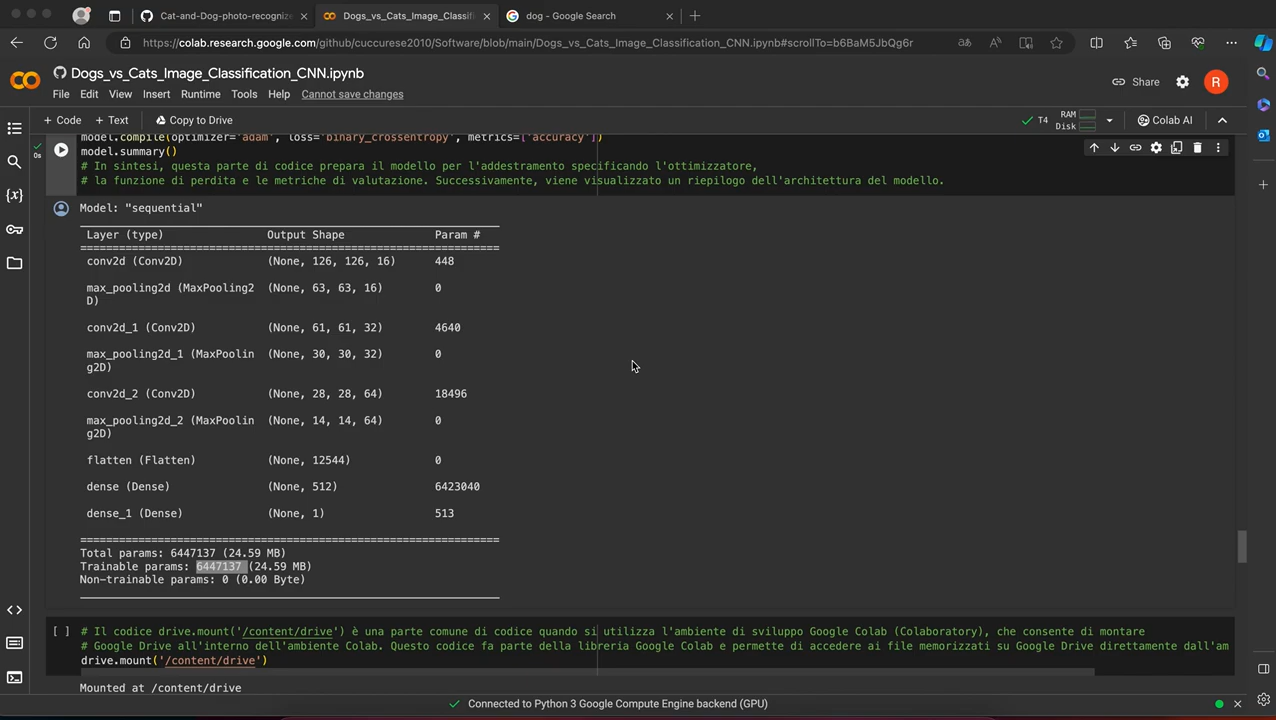 Cat-and-Dog-photo-recognize
Dogs_vs_Cats_Image_Classifi
dog - Google Search
https://colab.research.google.com/github/cuccurese2010/Software/blob/main/Dogs_vs_Cats_Image_Classification_CNN.ipynb#scrollTo=b6BaM5JbQg6r
Dogs_vs_Cats_Image_Classification_CNN.ipynb
Share
R
File Edit View Insert Runtime Tools Help Cannot save changes
+ Code + Text Copy to Drive
T4 RAM Disk
Colab AI
model.compile(optimizer='adam', loss='binary_crossentropy', metrics=['accuracy'])
0s
model.summary()
# In sintesi, questa parte di codice prepara il modello per l'addestramento specificando l'ottimizzatore,
# la funzione di perdita e le metriche di valutazione. Successivamente, viene visualizzato un riepilogo dell'architettura del modello.
Model: "sequential"
Layer (type) Output Shape Param #
=================================================================
conv2d (Conv2D) (None, 126, 126, 16) 448
max_pooling2d (MaxPooling2 (None, 63, 63, 16) 0
D)
conv2d_1 (Conv2D) (None, 61, 61, 32) 4640
max_pooling2d_1 (MaxPoolin (None, 30, 30, 32) 0
g2D)
conv2d_2 (Conv2D) (None, 28, 28, 64) 18496
max_pooling2d_2 (MaxPoolin (None, 14, 14, 64) 0
g2D)
flatten (Flatten) (None, 12544) 0
dense (Dense) (None, 512) 6423040
dense_1 (Dense) (None, 1) 513
=================================================================
Total params: 6447137 (24.59 MB)
Trainable params: 6447137 (24.59 MB)
Non-trainable params: 0 (0.00 Byte)
[ ] # Il codice drive.mount('/content/drive') è una parte comune di codice quando si utilizza l'ambiente di sviluppo Google Colab (Colaboratory), che consente di montare
# Google Drive all'interno dell'ambiente Colab. Questo codice fa parte della libreria Google Colab e permette di accedere ai file memorizzati su Google Drive direttamente dall'am
drive.mount('/content/drive')
Mounted at /content/drive
Connected to Python 3 Google Compute Engine backend (GPU)